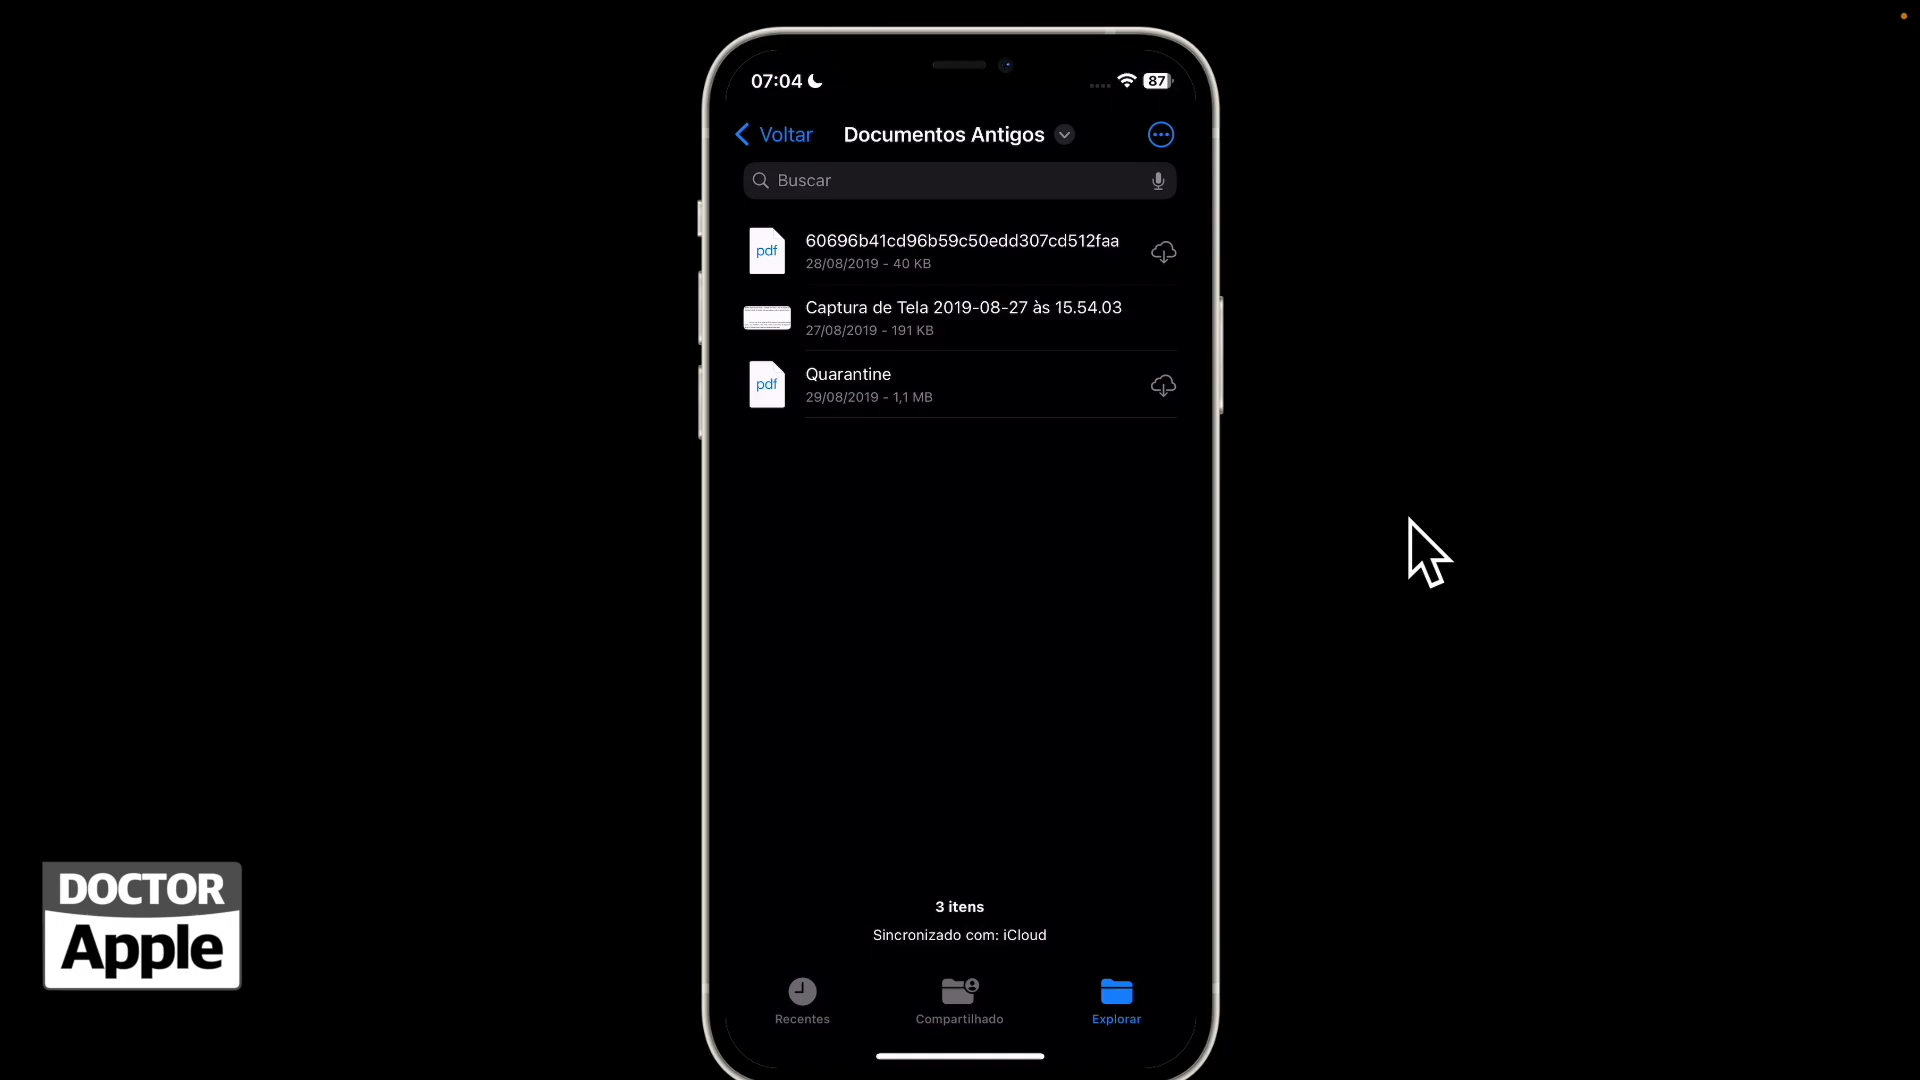 07:04
87
Voltar
Documentos Antigos
Buscar
pdf
60696b41cd96b59c50edd307cd512faa
28/08/2019 - 40 KB
Captura de Tela 2019-08-27 às 15.54.03
27/08/2019 - 191 KB
pdf
Quarantine
29/08/2019 - 1,1 MB
3 itens
Sincronizado com: iCloud
Recentes
Compartilhado
Explorar
DOCTOR
Apple